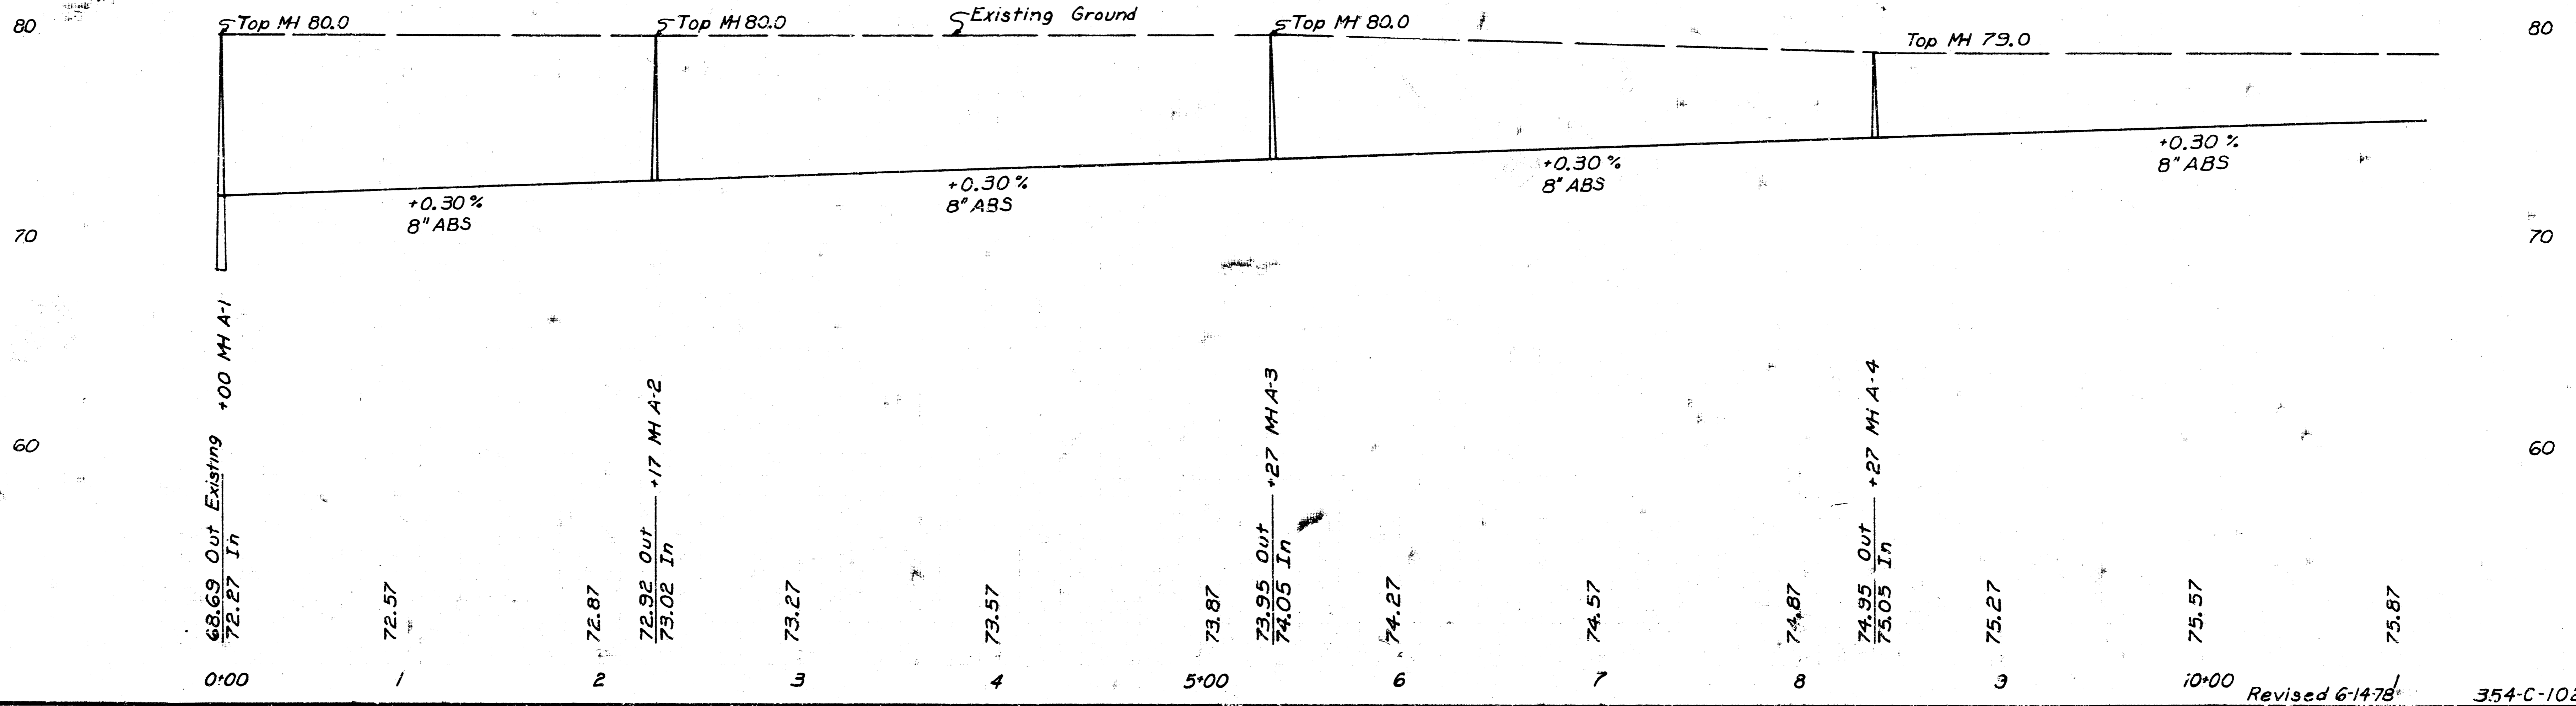 80
Top MH 80.0
Top MH 80.0
Existing Ground
Top MH 80.0
Top MH 79.0
80
+0.30 %
8" ABS
+0.30 %
8" ABS
+0.30 %
8" ABS
+0.30 %
8" ABS
70
70
60
60
68.69 Out Existing +00 MH A-1
72.27 In
72.57
72.87
72.92 Out +17 MH A-2
73.02 In
73.27
73.57
73.87
73.95 Out +27 MH A-3
74.05 In
74.27
74.57
74.87
74.95 Out +27 MH A-4
75.05 In
75.27
75.57
75.87
0+00 1 2 3 4 5+00 6 7 8 9 10+00 1
Revised 6-14-78
354-C-102